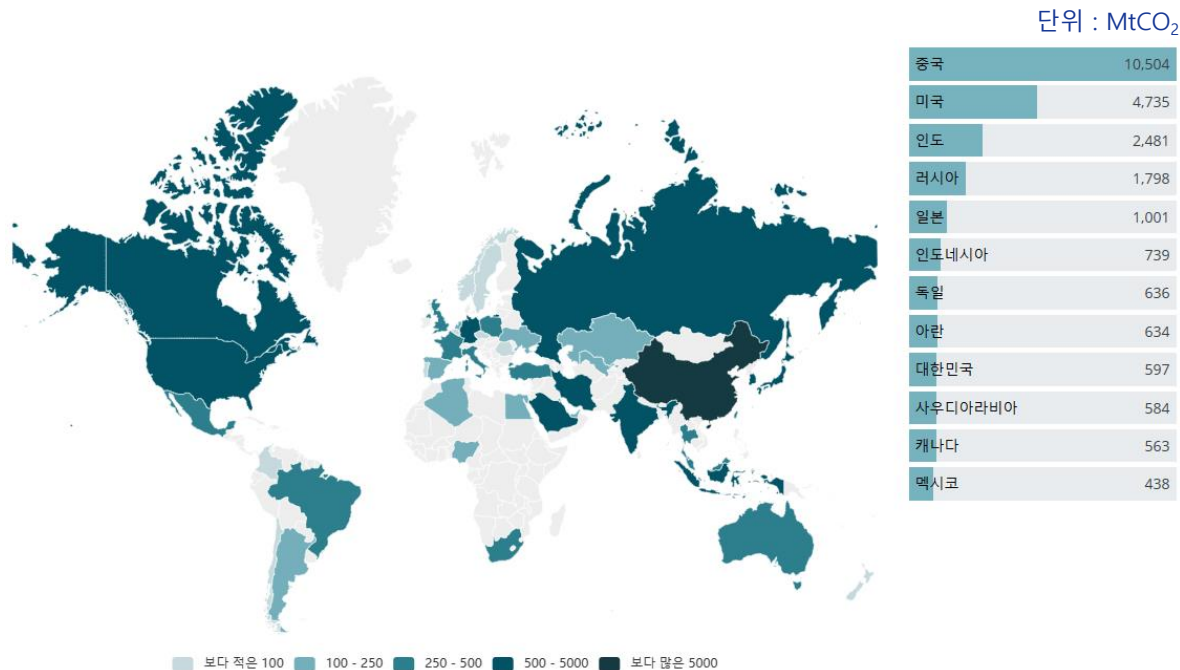 단위 : MtCO₂
중국 10,504
미국 4,735
인도 2,481
러시아 1,798
일본 1,001
인도네시아 739
독일 636
아란 634
대한민국 597
사우디아라비아 584
캐나다 563
멕시코 438
보다 적은 100 100 - 250 250 - 500 500 - 5000 보다 많은 5000